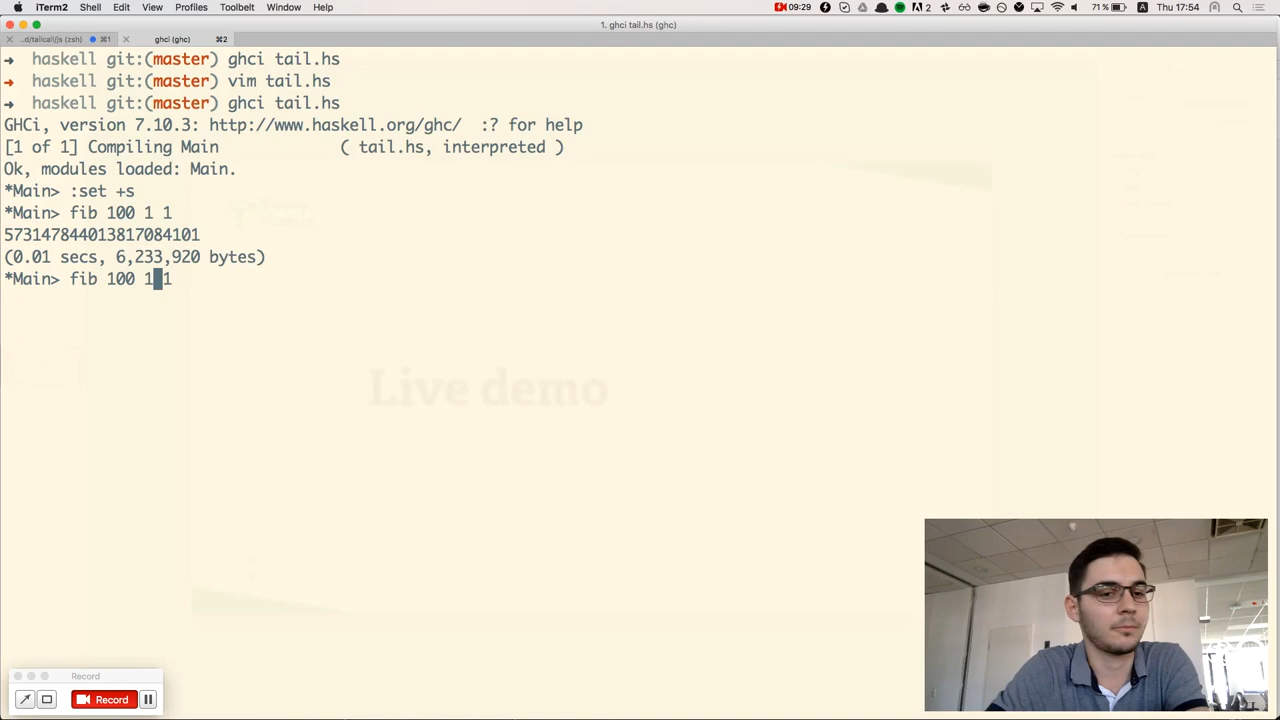 iTerm2 Shell Edit View Profiles Toolbelt Window Help 09:29 2 71% A Thu 17:54
1. ghci tail.hs (ghc)
..d/tailcall/js (zsh) ⌘1 ghci (ghc) ⌘2
➜ haskell git:(master) ghci tail.hs
➜ haskell git:(master) vim tail.hs
➜ haskell git:(master) ghci tail.hs
GHCi, version 7.10.3: http://www.haskell.org/ghc/ :? for help
[1 of 1] Compiling Main ( tail.hs, interpreted )
Ok, modules loaded: Main.
*Main> :set +s
*Main> fib 100 1 1
573147844013817084101
(0.01 secs, 6,233,920 bytes)
*Main> fib 100 1 1
Live demo
Record
Record